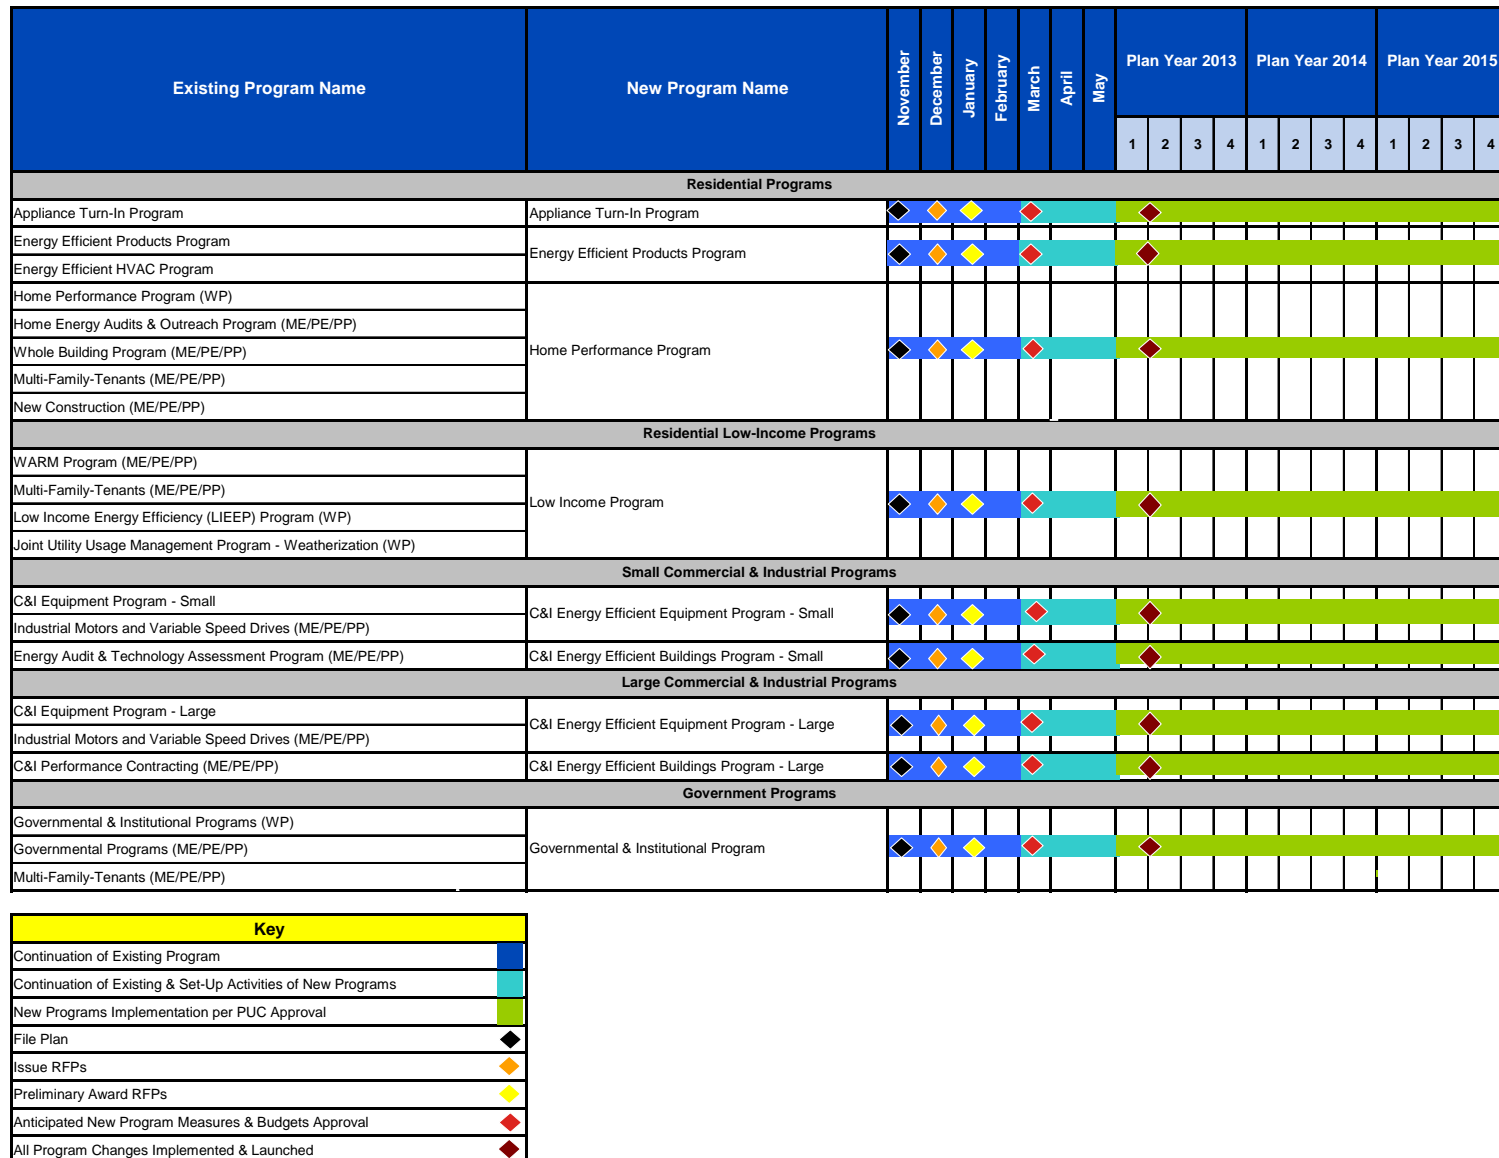 Existing Program Name
New Program Name
November
December
January
February
March
April
May
Plan Year 2013
Plan Year 2014
Plan Year 2015
1 2 3 4 1 2 3 4 1 2 3 4
Residential Programs
Appliance Turn-In Program
Appliance Turn-In Program
Energy Efficient Products Program
Energy Efficient HVAC Program
Energy Efficient Products Program
Home Performance Program (WP)
Home Energy Audits & Outreach Program (ME/PE/PP)
Whole Building Program (ME/PE/PP)
Multi-Family-Tenants (ME/PE/PP)
New Construction (ME/PE/PP)
Home Performance Program
Residential Low-Income Programs
WARM Program (ME/PE/PP)
Multi-Family-Tenants (ME/PE/PP)
Low Income Energy Efficiency (LIEEP) Program (WP)
Joint Utility Usage Management Program - Weatherization (WP)
Low Income Program
Small Commercial & Industrial Programs
C&I Equipment Program - Small
Industrial Motors and Variable Speed Drives (ME/PE/PP)
C&I Energy Efficient Equipment Program - Small
Energy Audit & Technology Assessment Program (ME/PE/PP)
C&I Energy Efficient Buildings Program - Small
Large Commercial & Industrial Programs
C&I Equipment Program - Large
Industrial Motors and Variable Speed Drives (ME/PE/PP)
C&I Energy Efficient Equipment Program - Large
C&I Performance Contracting (ME/PE/PP)
C&I Energy Efficient Buildings Program - Large
Government Programs
Governmental & Institutional Programs (WP)
Governmental Programs (ME/PE/PP)
Multi-Family-Tenants (ME/PE/PP)
Governmental & Institutional Program
Key
Continuation of Existing Program
Continuation of Existing & Set-Up Activities of New Programs
New Programs Implementation per PUC Approval
File Plan
Issue RFPs
Preliminary Award RFPs
Anticipated New Program Measures & Budgets Approval
All Program Changes Implemented & Launched